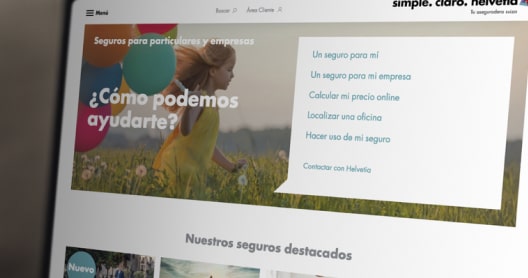 Menú
Buscar
Área Cliente
simple. claro. helvetia
Tu aseguradora suiza
Seguros para particulares y empresas
¿Cómo podemos
ayudarte?
Un seguro para mí
Un seguro para mi empresa
Calcular mi precio online
Localizar una oficina
Hacer uso de mi seguro
Contactar con Helvetia
Nuestros seguros destacados
Nuevo